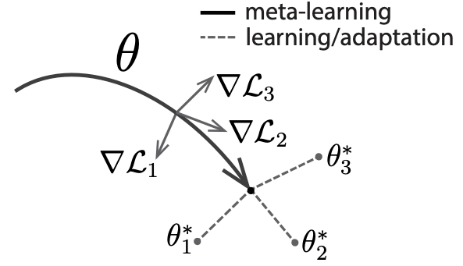 meta-learning
learning/adaptation
θ
∇ℒ₃
∇ℒ₂
∇ℒ₁
θ₃*
θ₁*
θ₂*